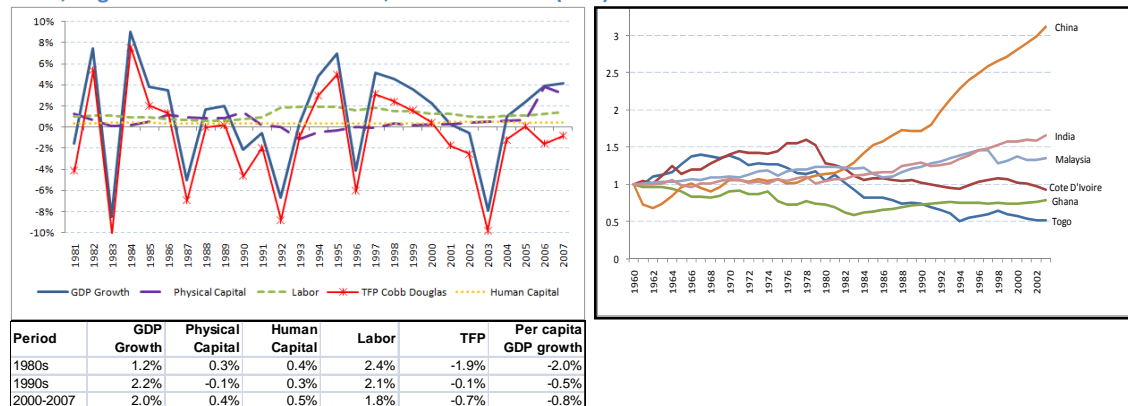 10%
8%
6%
4%
2%
0%
-2%
-4%
-6%
-8%
-10%
1981 1982 1983 1984 1985 1986 1987 1988 1989 1990 1991 1992 1993 1994 1995 1996 1997 1998 1999 2000 2001 2002 2003 2004 2005 2006 2007
GDP Growth Physical Capital Labor TFP Cobb Douglas Human Capital
Period GDP Growth Physical Capital Human Capital Labor TFP Per capita GDP growth
1980s 1.2% 0.3% 0.4% 2.4% -1.9% -2.0%
1990s 2.2% -0.1% 0.3% 2.1% -0.1% -0.5%
2000-2007 2.0% 0.4% 0.5% 1.8% -0.7% -0.8%
3
2.5
2
1.5
1
0.5
0
China
India
Malaysia
Cote D'Ivoire
Ghana
Togo
1960 1962 1964 1966 1968 1970 1972 1974 1976 1978 1980 1982 1984 1986 1988 1990 1992 1994 1996 1998 2000 2002